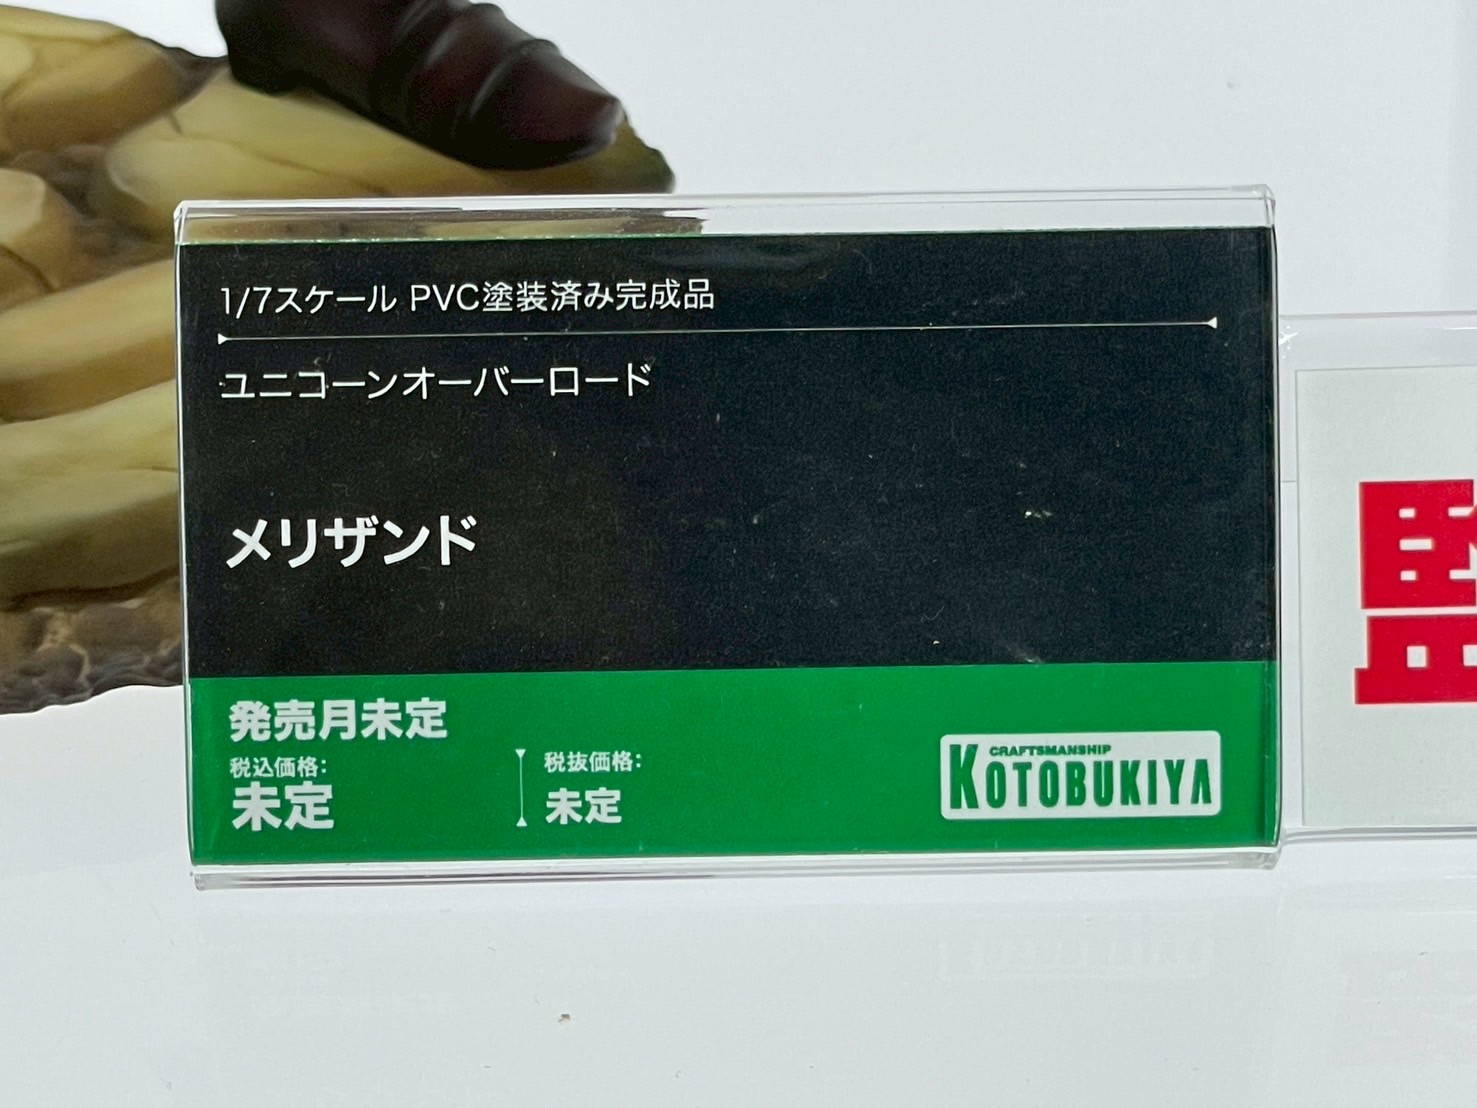 1/7スケール PVC塗装済み完成品
ユニコーンオーバーロード
メリザンド
発売月未定
税込価格:
未定
税抜価格:
未定
CRAFTSMANSHIP
KOTOBUKIYA